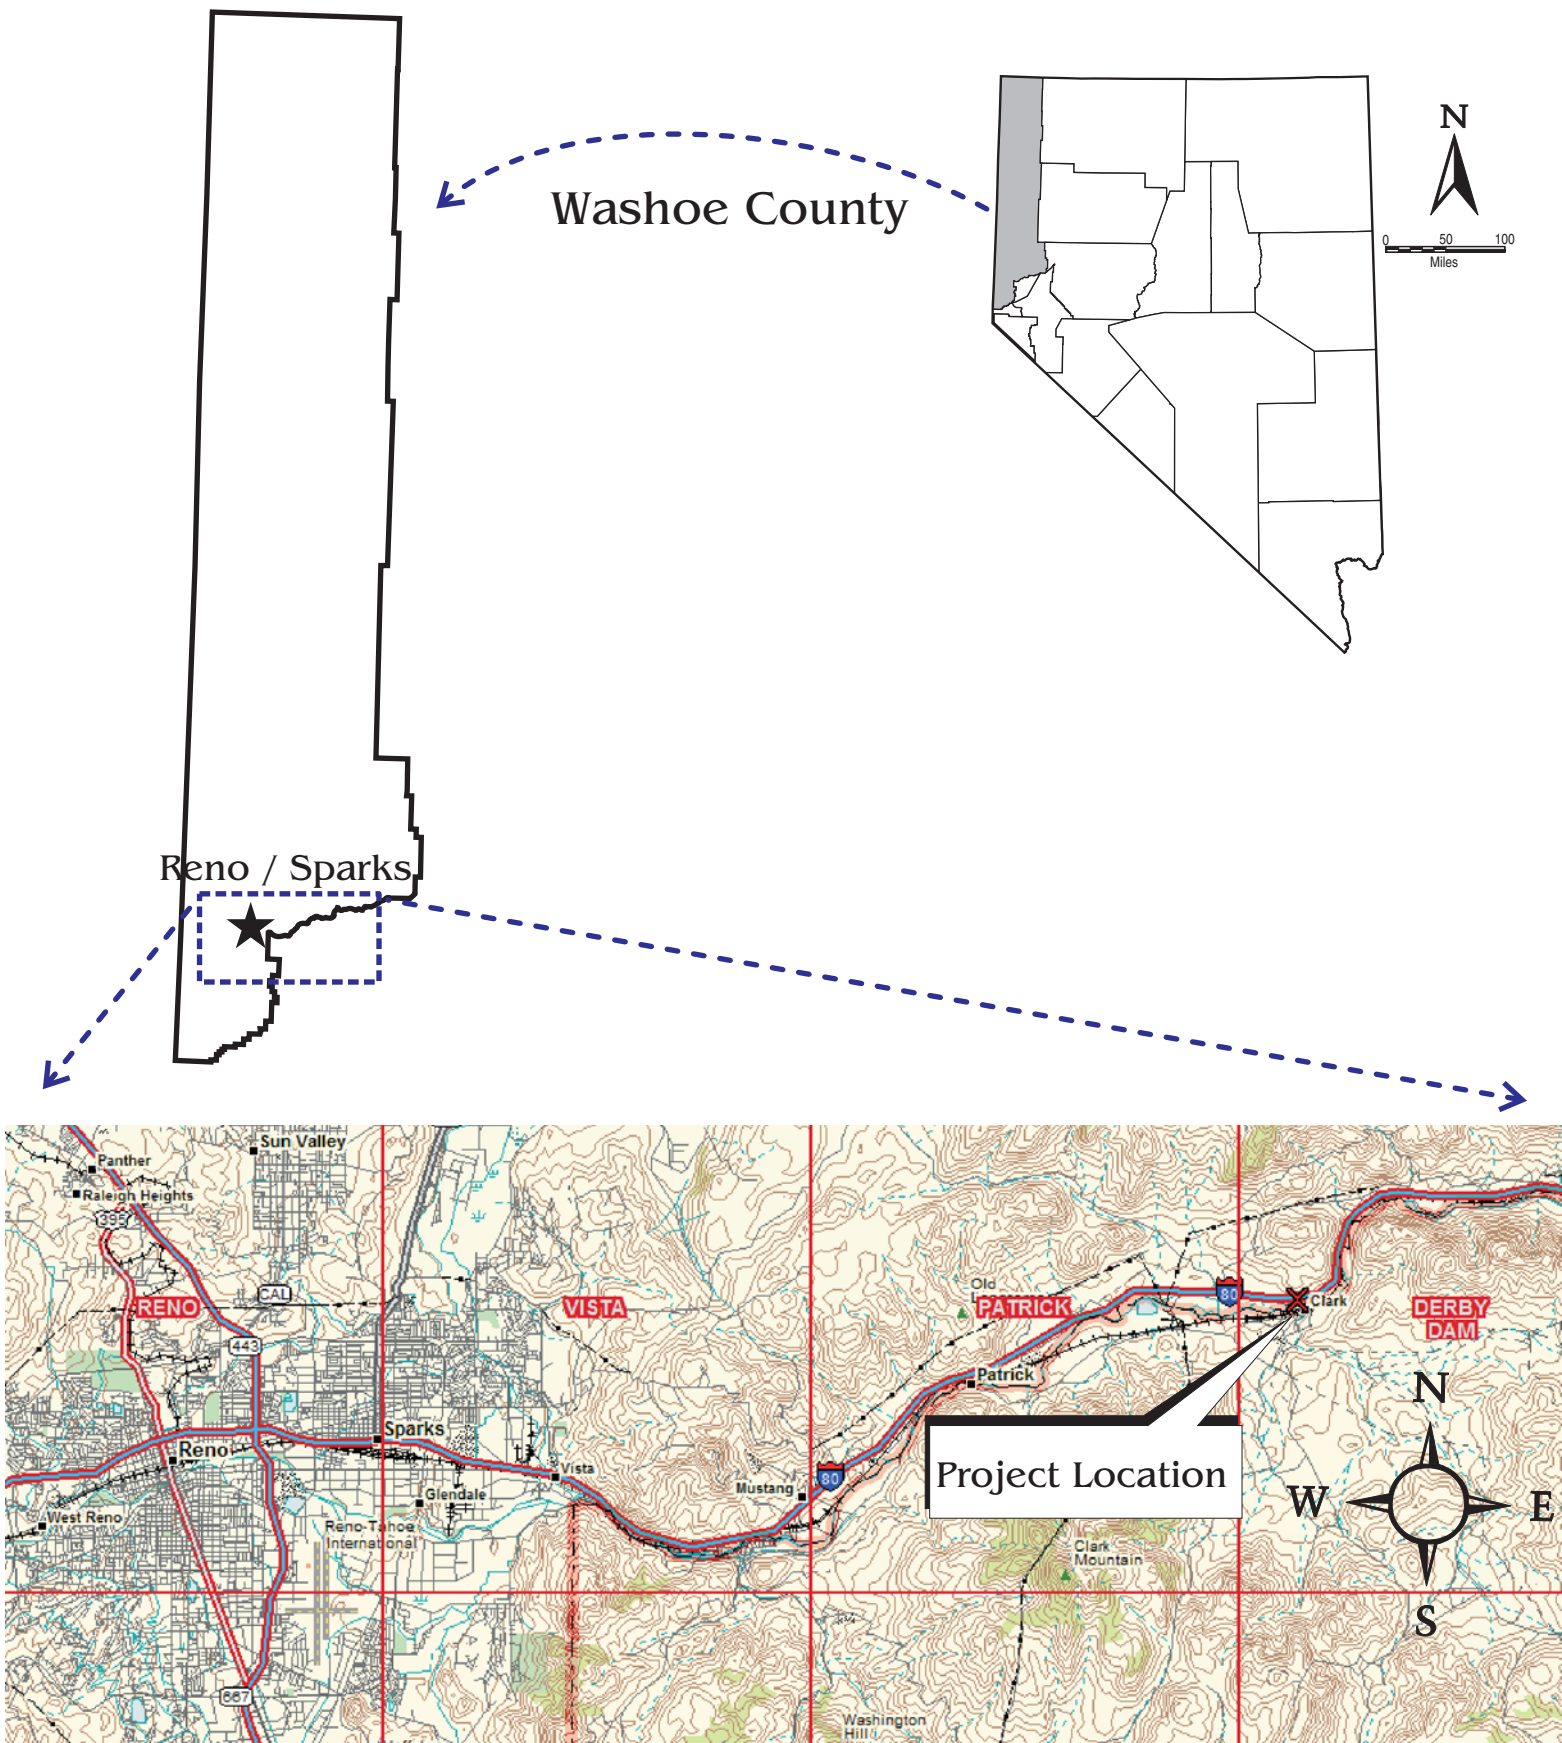 N
0 50 100
Miles
Washoe County
Reno / Sparks
Sun Valley
Panther
Raleigh Heights
395
CAL
RENO
VISTA
Old
PATRICK
80
Clark
DERBY
DAM
443
Patrick
N
Sparks
Reno
Vista
80
Mustang
Project Location
Glendale
W
E
West Reno
Reno-Tahoe
International
Clark
Mountain
S
667
Washington
Hill